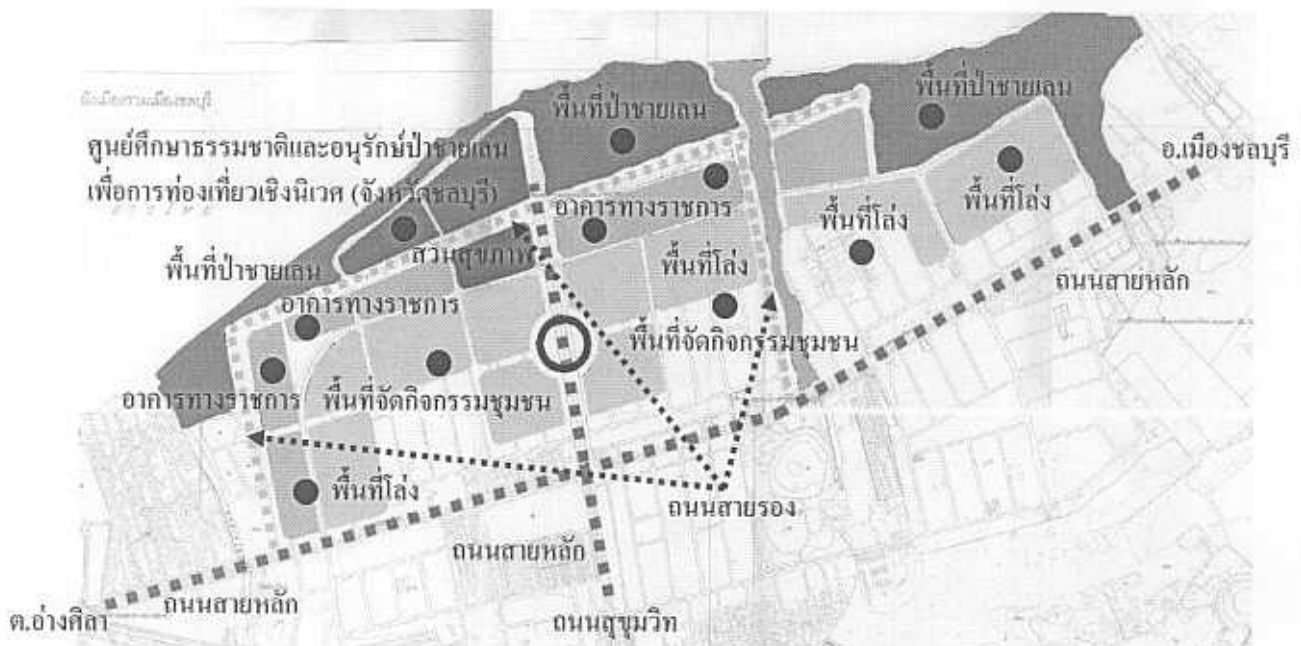 พื้นที่ป่าชายเลน
พื้นที่ป่าชายเลน
ศูนย์ศึกษาธรรมชาติและอนุรักษ์ป่าชายเลน
เพื่อการท่องเที่ยวเชิงนิเวศ (จังหวัดชลบุรี)
อ.เมืองชลบุรี
อาคารทางราชการ
พื้นที่โล่ง
พื้นที่โล่ง
สวนสุขภาพ
พื้นที่ป่าชายเลน
พื้นที่โล่ง
ถนนสายหลัก
อาการทางราชการ
พื้นที่จัดกิจกรรมชุมชน
อาการทางราชการ
พื้นที่จัดกิจกรรมชุมชน
พื้นที่โล่ง
ถนนสายรอง
ถนนสายหลัก
ถนนสายหลัก
ต.อ่างศิลา
ถนนสุขุมวิท